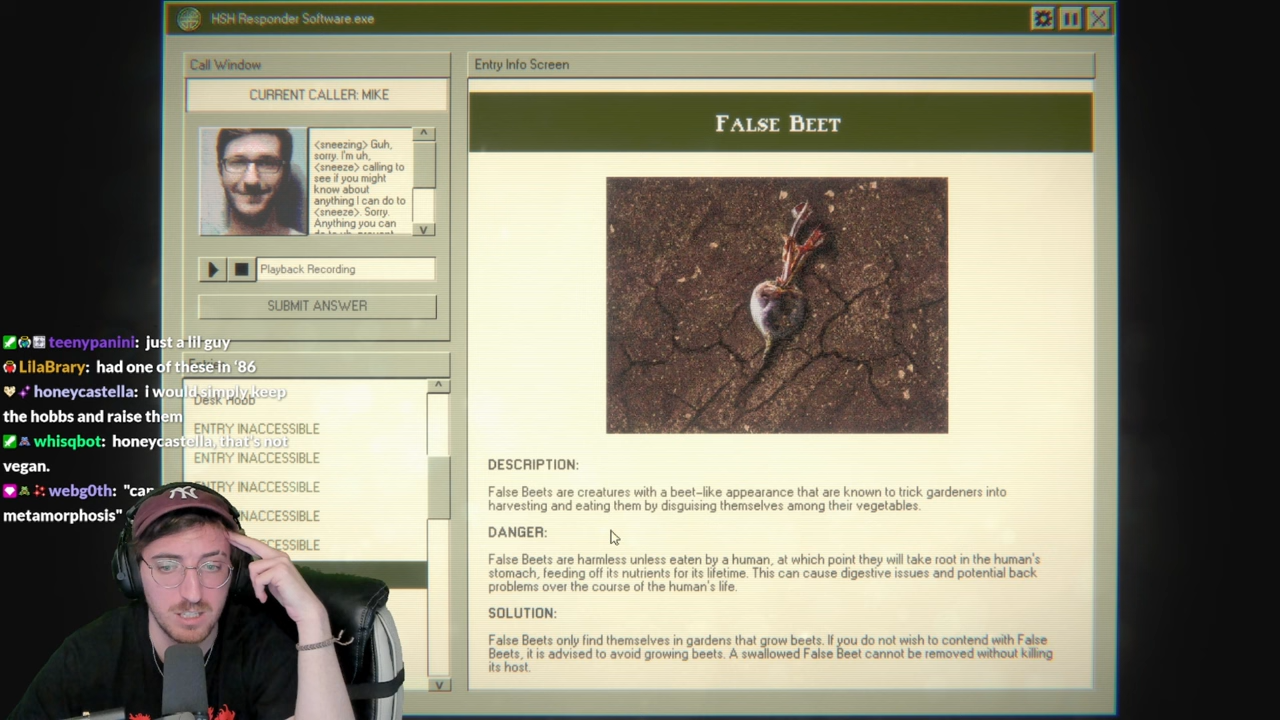 HSH Responder Software.exe
Call Window
CURRENT CALLER: MIKE
<sneezing> Guh,
sorry. I'm uh,
<sneeze> calling to
see if you might
know about
anything I can do to
<sneeze>. Sorry.
Anything you can
Playback Recording
SUBMIT ANSWER
Desk Hobb
ENTRY INACCESSIBLE
ENTRY INACCESSIBLE
ENTRY INACCESSIBLE
INACCESSIBLE
INACCESSIBLE
teenypanini: just a lil guy
LilaBrary: had one of these in '86
honeycastella: i would simply keep
the hobbs and raise them
whisqbot: honeycastella, that's not
vegan.
webg0th: "car
metamorphosis"
Entry Info Screen
FALSE BEET
DESCRIPTION:
False Beets are creatures with a beet-like appearance that are known to trick gardeners into
harvesting and eating them by disguising themselves among their vegetables.
DANGER:
False Beets are harmless unless eaten by a human, at which point they will take root in the human's
stomach, feeding off its nutrients for its lifetime. This can cause digestive issues and potential back
problems over the course of the human's life.
SOLUTION:
False Beets only find themselves in gardens that grow beets. If you do not wish to contend with False
Beets, it is advised to avoid growing beets. A swallowed False Beet cannot be removed without killing
its host.